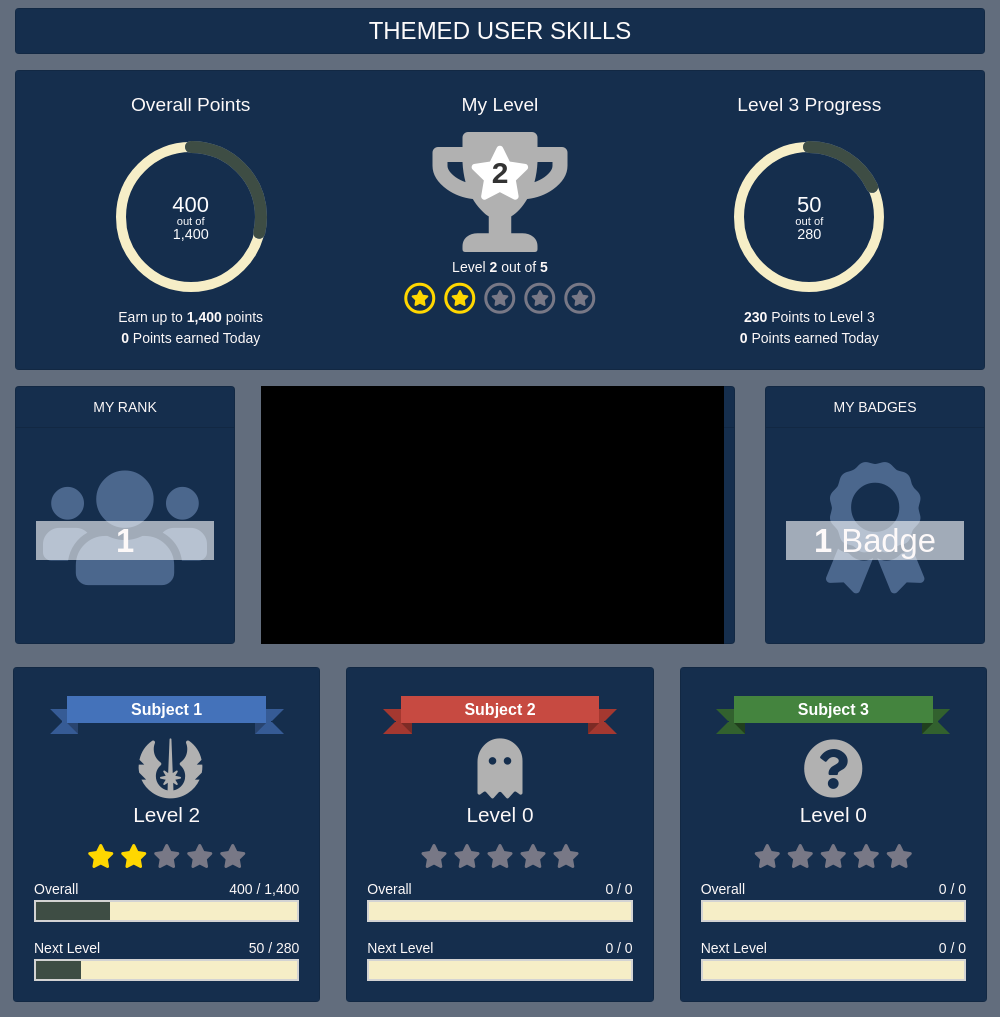 THEMED USER SKILLS
Overall Points
400
out of
1,400
Earn up to 1,400 points
0 Points earned Today
My Level
2
Level 2 out of 5
Level 3 Progress
50
out of
280
230 Points to Level 3
0 Points earned Today
MY RANK
1
MY BADGES
1 Badge
Subject 1
Level 2
Overall 400 / 1,400
Next Level 50 / 280
Subject 2
Level 0
Overall 0 / 0
Next Level 0 / 0
Subject 3
Level 0
Overall 0 / 0
Next Level 0 / 0